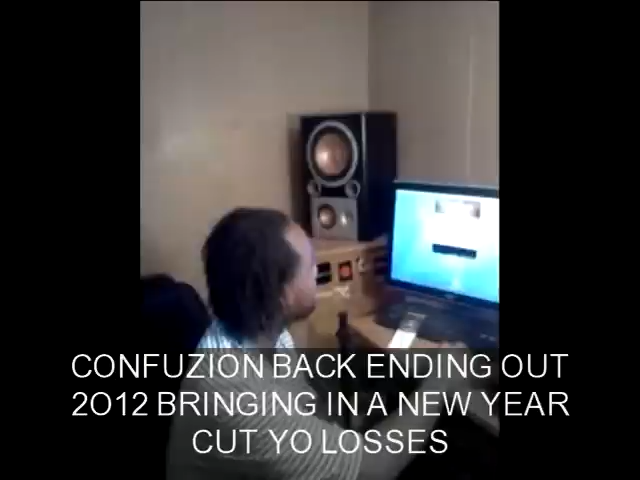 CONFUZION BACK ENDING OUT
2O12 BRINGING IN A NEW YEAR
CUT YO LOSSES